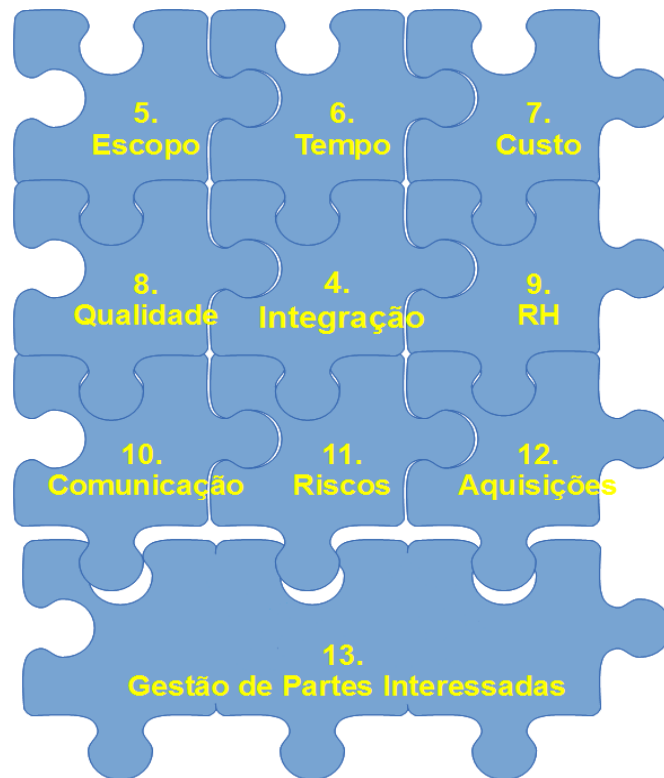 5.
Escopo
6.
Tempo
7.
Custo
8.
Qualidade
4.
Integração
9.
RH
10.
Comunicação
11.
Riscos
12.
Aquisições
13.
Gestão de Partes Interessadas